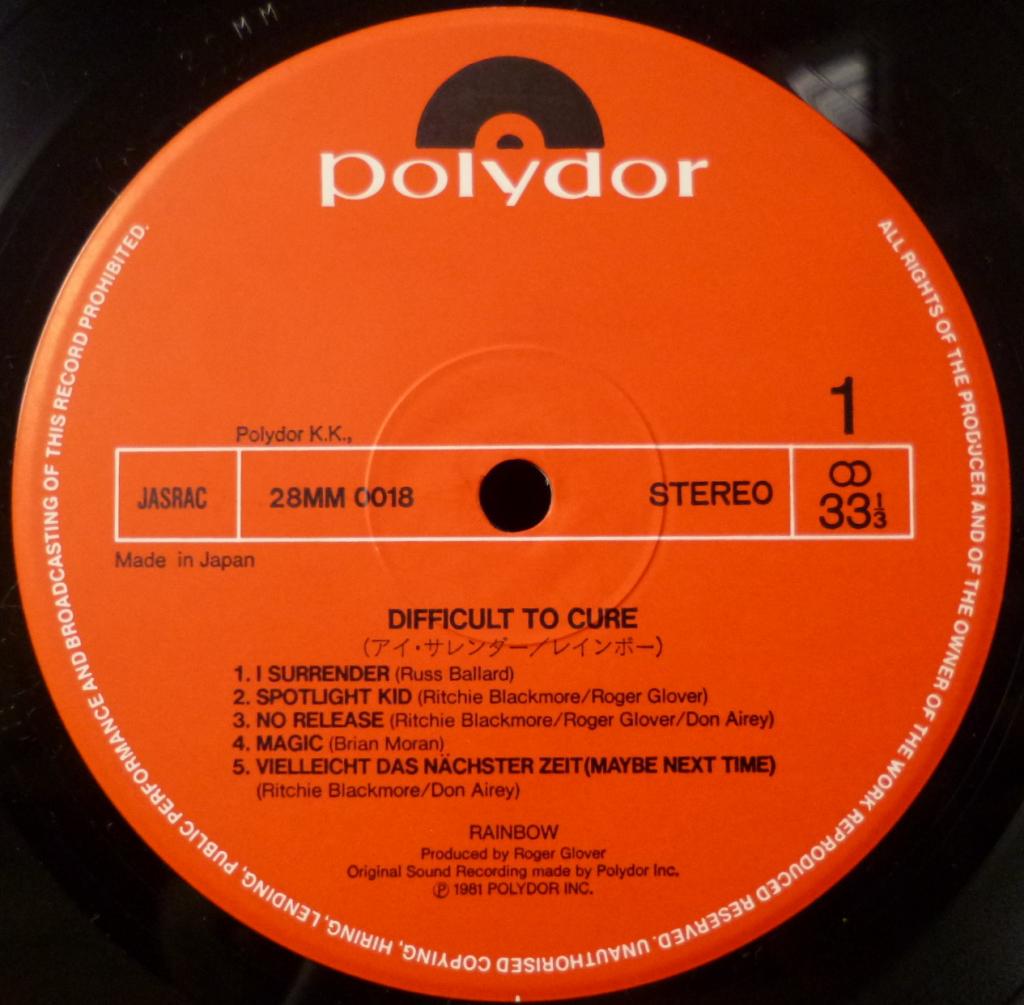 polydor
ALL RIGHTS OF THE PRODUCER AND OF THE OWNER OF THE WORK REPRODUCED RESERVED. UNAUTHORISED COPYING, HIRING, LENDING, PUBLIC PERFORMANCE AND BROADCASTING OF THIS RECORD PROHIBITED.
1
Polydor K.K.,
JASRAC 28MM 0018 STEREO 33⅓
Made in Japan
DIFFICULT TO CURE
(アイ・サレンダー/レインボー)
1. I SURRENDER (Russ Ballard)
2. SPOTLIGHT KID (Ritchie Blackmore/Roger Glover)
3. NO RELEASE (Ritchie Blackmore/Roger Glover/Don Airey)
4. MAGIC (Brian Moran)
5. VIELLEICHT DAS NÄCHSTER ZEIT(MAYBE NEXT TIME)
(Ritchie Blackmore/Don Airey)
RAINBOW
Produced by Roger Glover
Original Sound Recording made by Polydor Inc.
℗ 1981 POLYDOR INC.